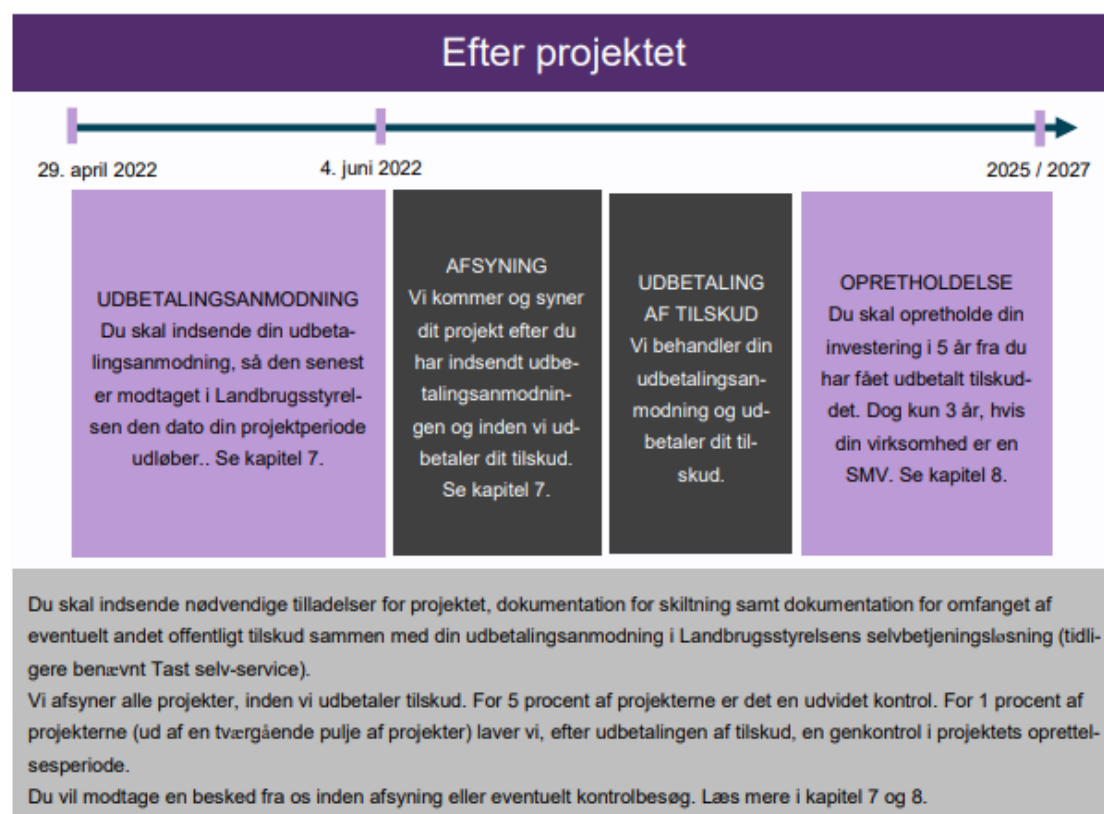 Efter projektet
29. april 2022
4. juni 2022
2025 / 2027
UDBETALINGSANMODNING
Du skal indsende din udbeta-
lingsanmodning, så den senest
er modtaget i Landbrugsstyrel-
sen den dato din projektperiode
udløber.. Se kapitel 7.
AFSYNING
Vi kommer og syner
dit projekt efter du
har indsendt udbe-
talingsanmodnin-
gen og inden vi ud-
betaler dit tilskud.
Se kapitel 7.
UDBETALING
AF TILSKUD
Vi behandler din
udbetalingsan-
modning og ud-
betaler dit til-
skud.
OPRETHOLDELSE
Du skal opretholde din
investering i 5 år fra du
har fået udbetalt tilskud-
det. Dog kun 3 år, hvis
din virksomhed er en
SMV. Se kapitel 8.
Du skal indsende nødvendige tilladelser for projektet, dokumentation for skiltning samt dokumentation for omfanget af
eventuelt andet offentligt tilskud sammen med din udbetalingsanmodning i Landbrugsstyrelsens selvbetjeningsløsning (tidli-
gere benævnt Tast selv-service).
Vi afsyner alle projekter, inden vi udbetaler tilskud. For 5 procent af projekterne er det en udvidet kontrol. For 1 procent af
projekterne (ud af en tværgående pulje af projekter) laver vi, efter udbetalingen af tilskud, en genkontrol i projektets oprettel-
sesperiode.
Du vil modtage en besked fra os inden afsyning eller eventuelt kontrolbesøg. Læs mere i kapitel 7 og 8.